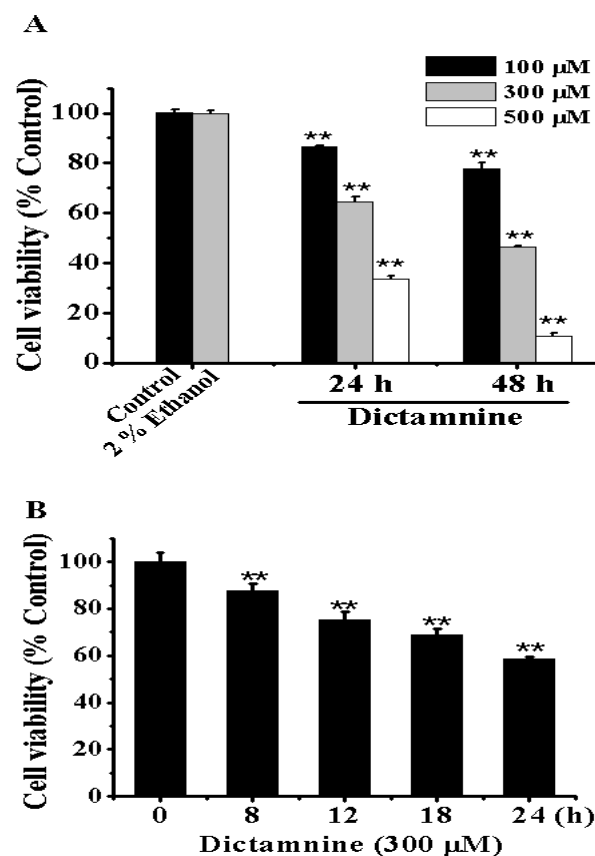 A
100 μM
300 μM
500 μM
Cell viability (% Control)
100
80
60
40
20
0
**
**
**
**
**
**
Control
2 % Ethanol
24 h
48 h
Dictamnine
B
Cell viability (% Control)
100
80
60
40
20
0
**
**
**
**
0
8
12
18
24 (h)
Dictamnine (300 μM)